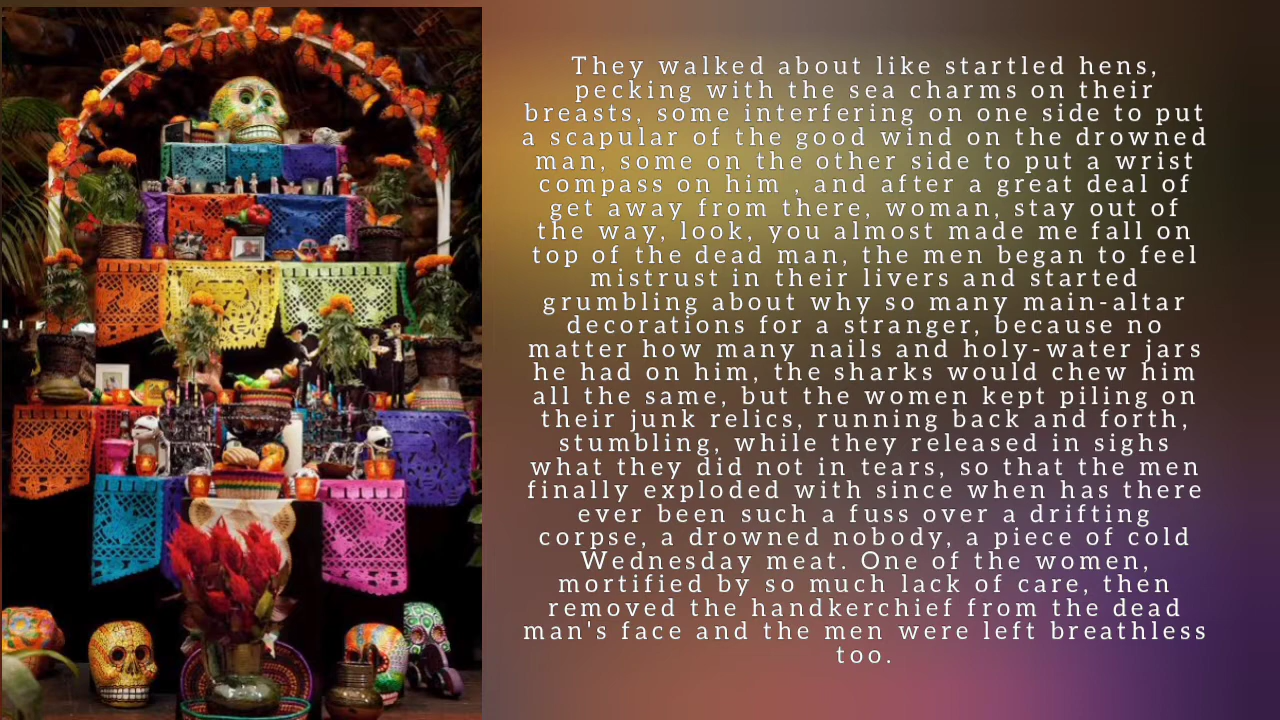 They walked about like startled hens,
pecking with the sea charms on their
breasts, some interfering on one side to put
a scapular of the good wind on the drowned
man, some on the other side to put a wrist
compass on him , and after a great deal of
get away from there, woman, stay out of
the way, look, you almost made me fall on
top of the dead man, the men began to feel
mistrust in their livers and started
grumbling about why so many main-altar
decorations for a stranger, because no
matter how many nails and holy-water jars
he had on him, the sharks would chew him
all the same, but the women kept piling on
their junk relics, running back and forth,
stumbling, while they released in sighs
what they did not in tears, so that the men
finally exploded with since when has there
ever been such a fuss over a drifting
corpse, a drowned nobody, a piece of cold
Wednesday meat. One of the women,
mortified by so much lack of care, then
removed the handkerchief from the dead
man's face and the men were left breathless
too.